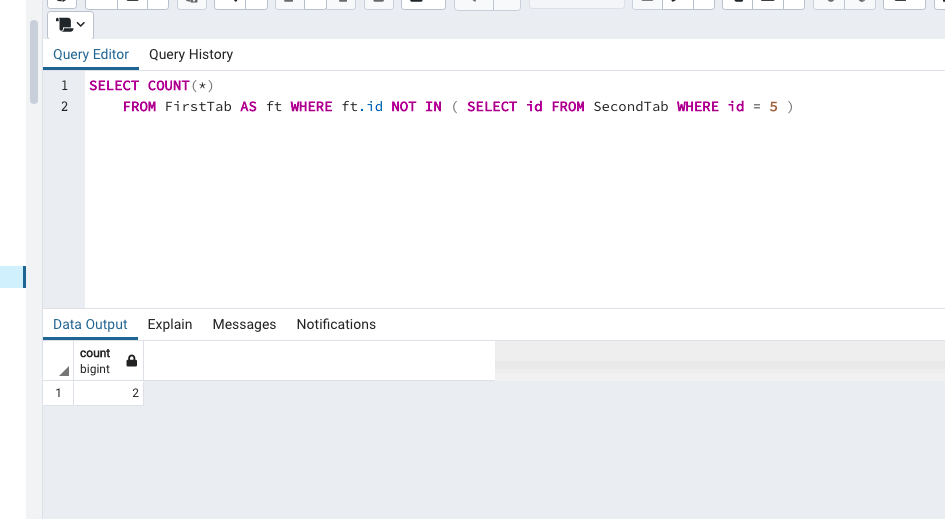 Query Editor Query History
1 SELECT COUNT(*)
2 FROM FirstTab AS ft WHERE ft.id NOT IN ( SELECT id FROM SecondTab WHERE id = 5 )
Data Output Explain Messages Notifications
count
bigint
1 2